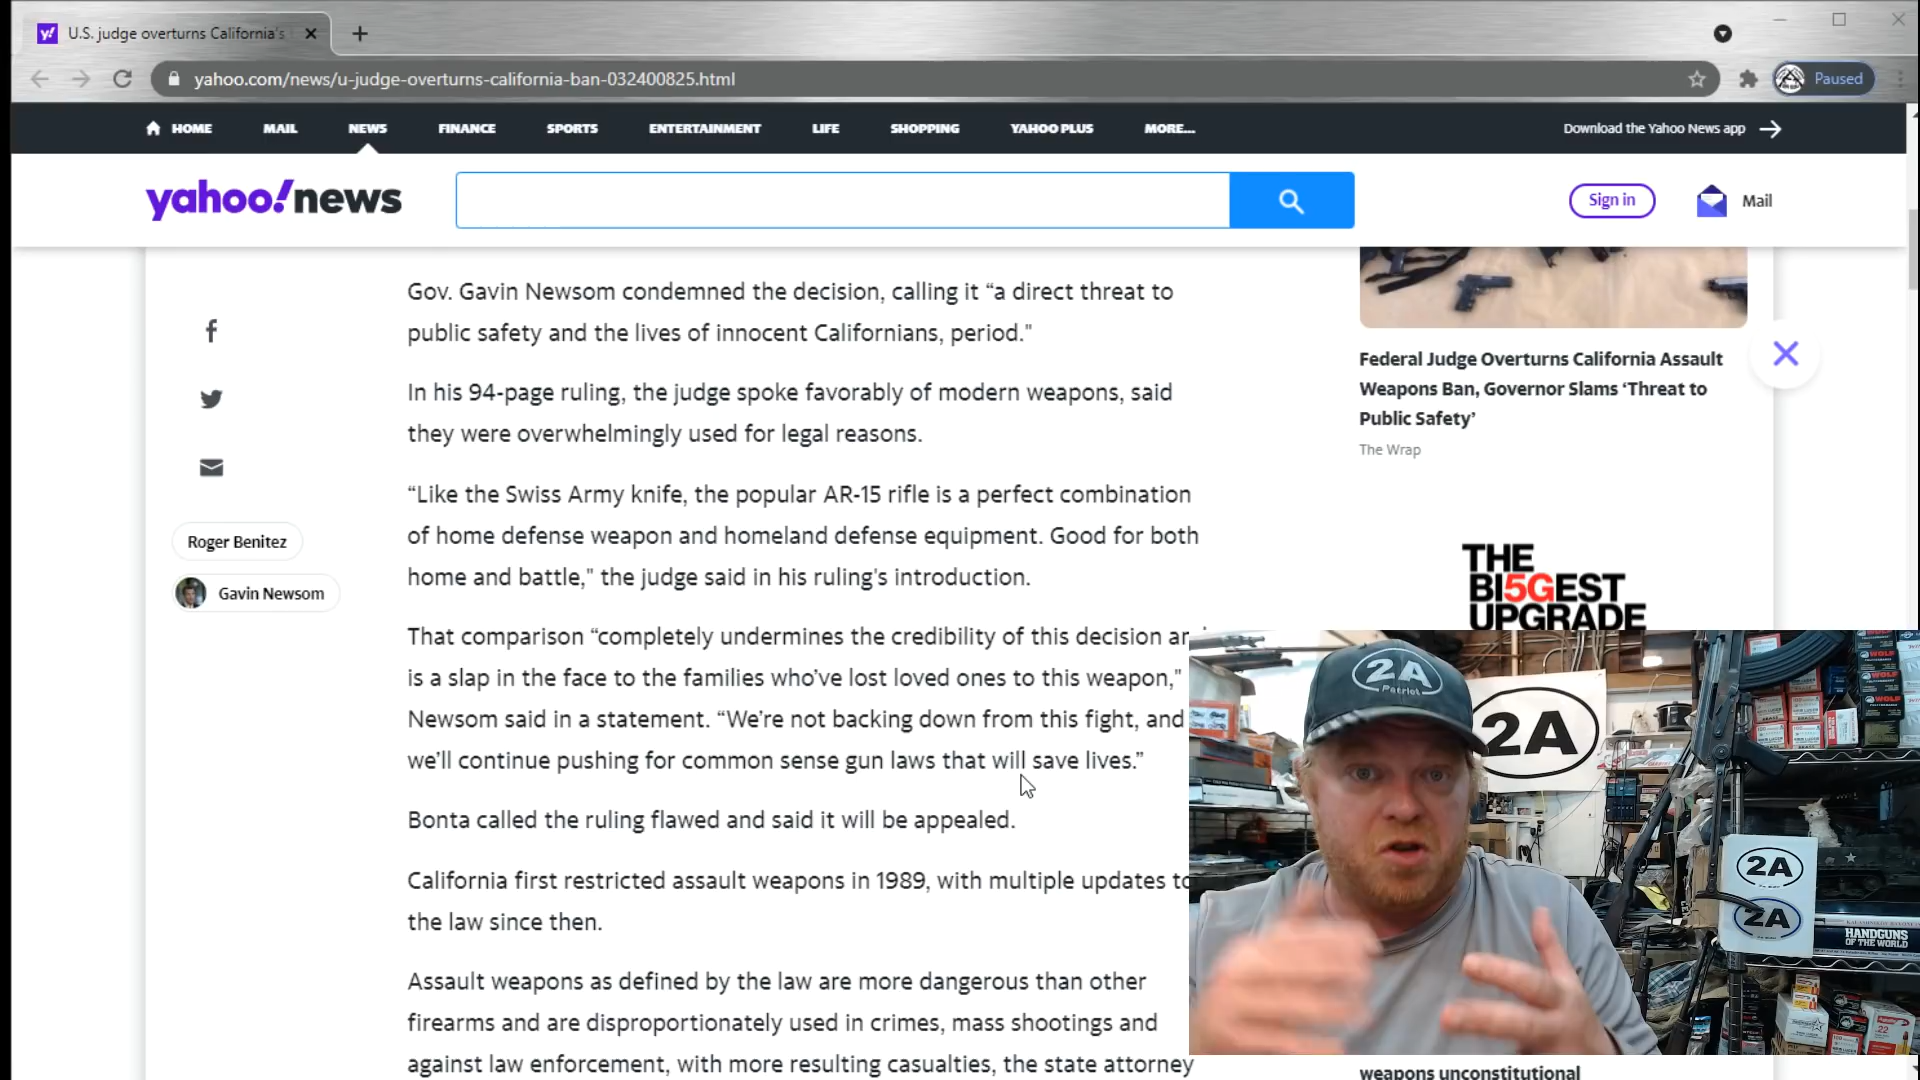 U.S. judge overturns California's
yahoo.com/news/u-judge-overturns-california-ban-032400825.html
Paused
HOME
MAIL
NEWS
FINANCE
SPORTS
ENTERTAINMENT
LIFE
SHOPPING
YAHOO PLUS
MORE...
Download the Yahoo News app
yahoo!news
Sign in
Mail
Gov. Gavin Newsom condemned the decision, calling it “a direct threat to
public safety and the lives of innocent Californians, period."
In his 94-page ruling, the judge spoke favorably of modern weapons, said
they were overwhelmingly used for legal reasons.
“Like the Swiss Army knife, the popular AR-15 rifle is a perfect combination
of home defense weapon and homeland defense equipment. Good for both
home and battle," the judge said in his ruling's introduction.
That comparison “completely undermines the credibility of this decision and
is a slap in the face to the families who’ve lost loved ones to this weapon,"
Newsom said in a statement. “We’re not backing down from this fight, and
we’ll continue pushing for common sense gun laws that will save lives.”
Bonta called the ruling flawed and said it will be appealed.
California first restricted assault weapons in 1989, with multiple updates to
the law since then.
Assault weapons as defined by the law are more dangerous than other
firearms and are disproportionately used in crimes, mass shootings and
against law enforcement, with more resulting casualties, the state attorney
Roger Benitez
Gavin Newsom
Federal Judge Overturns California Assault
Weapons Ban, Governor Slams ‘Threat to
Public Safety’
The Wrap
THE
BI5GEST
UPGRADE
2A
Patriot
2A
WOLF
WOLF
2A
2A
HANDGUNS
OF THE WORLD
22
weapons unconstitutional